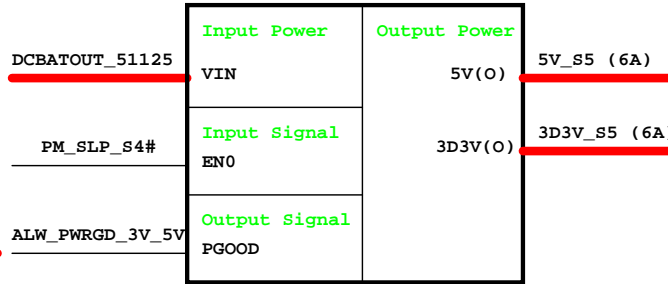 Input Power
Output Power
DCBATOUT_51125
VIN
5V(O)
5V_S5 (6A)
Input Signal
PM_SLP_S4#
EN0
3D3V(O)
3D3V_S5 (6A)
Output Signal
ALW_PWRGD_3V_5V
PGOOD